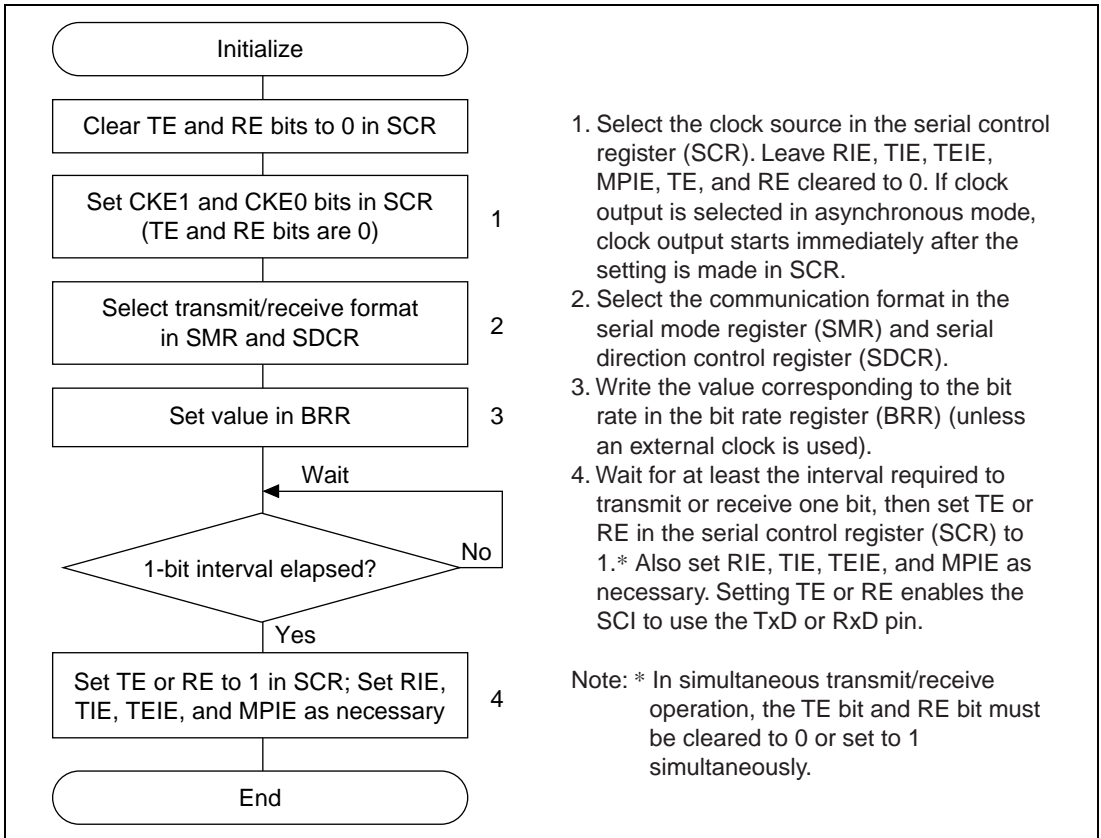 Initialize
Clear TE and RE bits to 0 in SCR
Set CKE1 and CKE0 bits in SCR
(TE and RE bits are 0)
1
Select transmit/receive format
in SMR and SDCR
2
Set value in BRR
3
Wait
1-bit interval elapsed?
No
Yes
Set TE or RE to 1 in SCR; Set RIE,
TIE, TEIE, and MPIE as necessary
4
End
1. Select the clock source in the serial control
register (SCR). Leave RIE, TIE, TEIE,
MPIE, TE, and RE cleared to 0. If clock
output is selected in asynchronous mode,
clock output starts immediately after the
setting is made in SCR.
2. Select the communication format in the
serial mode register (SMR) and serial
direction control register (SDCR).
3. Write the value corresponding to the bit
rate in the bit rate register (BRR) (unless
an external clock is used).
4. Wait for at least the interval required to
transmit or receive one bit, then set TE or
RE in the serial control register (SCR) to
1.* Also set RIE, TIE, TEIE, and MPIE as
necessary. Setting TE or RE enables the
SCI to use the TxD or RxD pin.
Note: * In simultaneous transmit/receive
operation, the TE bit and RE bit must
be cleared to 0 or set to 1
simultaneously.